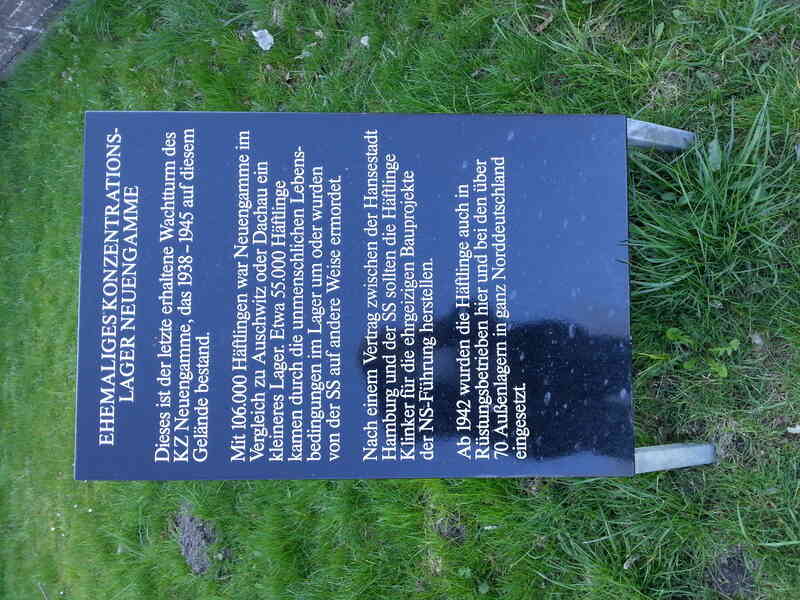 EHEMALIGES KONZENTRATIONS-
LAGER NEUENGAMME
Dieses ist der letzte erhaltene Wachtturm des
KZ Neuengamme, das 1938 – 1945 auf diesem
Gelände bestand.
Mit 106.000 Häftlingen war Neuengamme im
Vergleich zu Auschwitz oder Dachau ein
kleineres Lager. Etwa 55.000 Häftlinge
kamen durch die unmenschlichen Lebens-
bedingungen im Lager um oder wurden
von der SS auf andere Weise ermordet.
Nach einem Vertrag zwischen der Hansestadt
Hamburg und der SS sollten die Häftlinge
Klinker für die ehrgeizigen Bauprojekte
der NS-Führung herstellen.
Ab 1942 wurden die Häftlinge auch in
Rüstungsbetrieben hier und bei den über
70 Außenlagern in ganz Norddeutschland
eingesetzt.